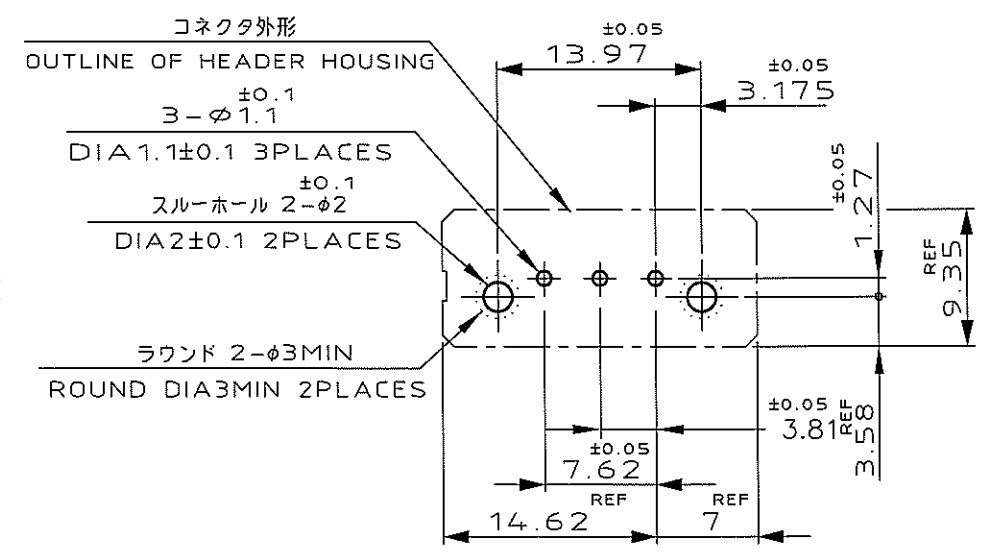 コネクタ外形
OUTLINE OF HEADER HOUSING
±0.1
3-φ1.1
DIA1.1±0.1 3PLACES
±0.1
スルーホール 2-φ2
DIA2±0.1 2PLACES
ラウンド 2-φ3MIN
ROUND DIA3MIN 2PLACES
±0.05
13.97
±0.05
3.175
±0.05
1.27
REF
9.35
REF
3.58
±0.05
3.81
±0.05
7.62
REF
14.62
REF
7